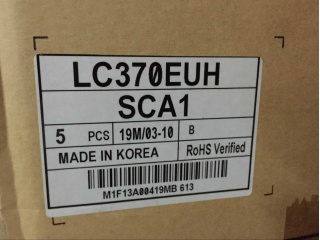 LC370EUH
SCA1
5 PCS 19M/03-10 B
MADE IN KOREA RoHS Verified
M1F13A00419MB 613